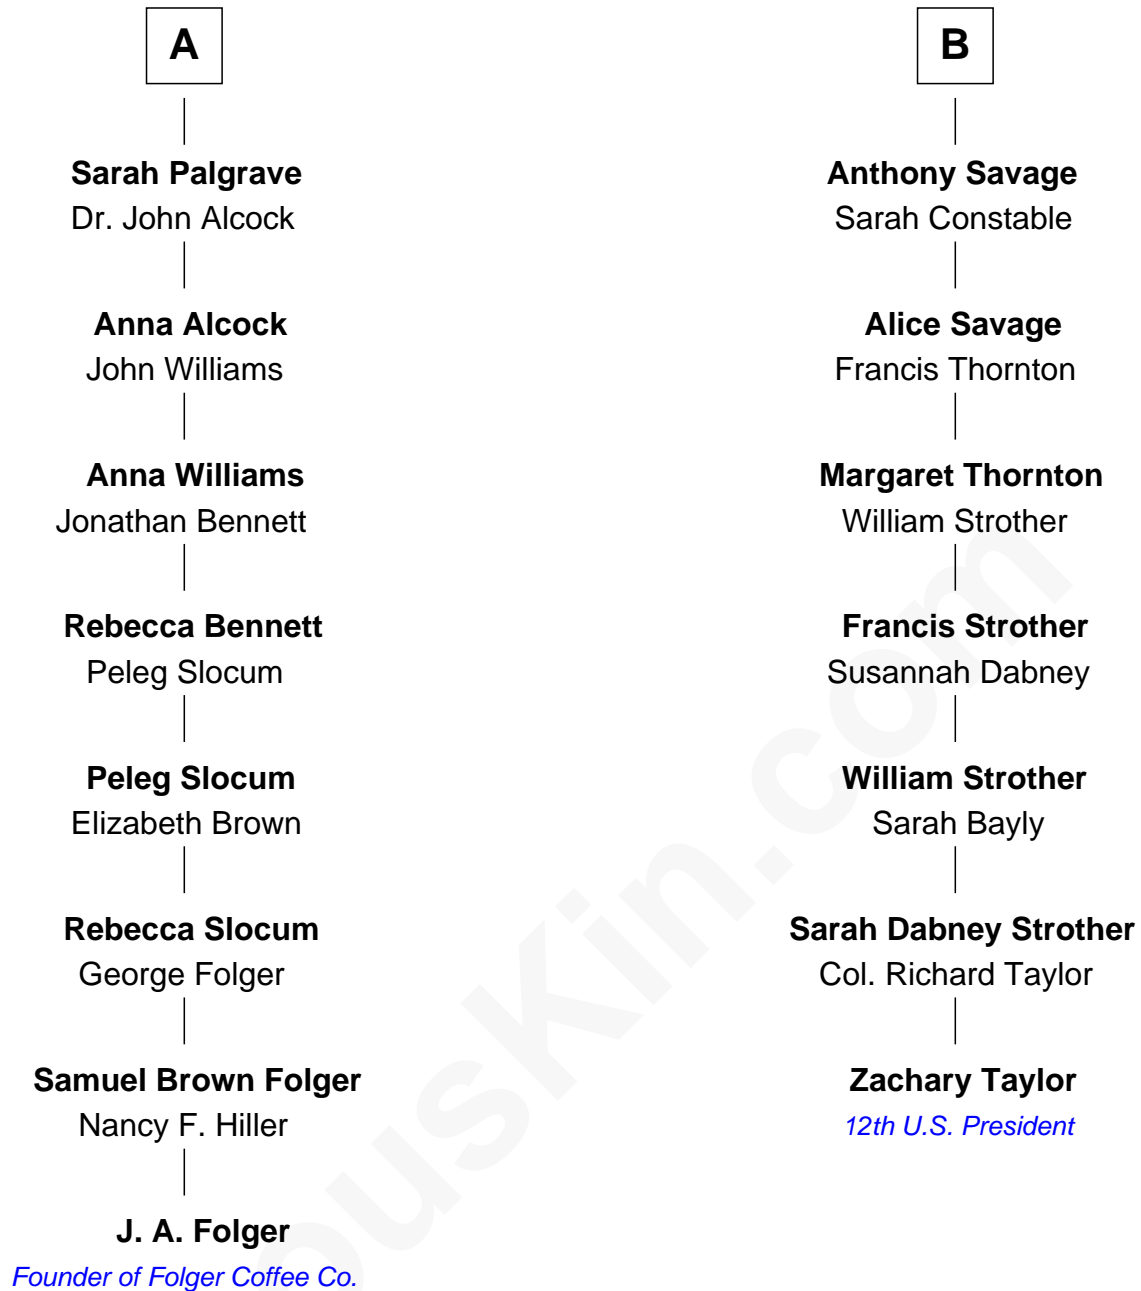 A
Sarah Palgrave
Dr. John Alcock
Anna Alcock
John Williams
Anna Williams
Jonathan Bennett
Rebecca Bennett
Peleg Slocum
Peleg Slocum
Elizabeth Brown
Rebecca Slocum
George Folger
Samuel Brown Folger
Nancy F. Hiller
J. A. Folger
Founder of Folger Coffee Co.
B
Anthony Savage
Sarah Constable
Alice Savage
Francis Thornton
Margaret Thornton
William Strother
Francis Strother
Susannah Dabney
William Strother
Sarah Bayly
Sarah Dabney Strother
Col. Richard Taylor
Zachary Taylor
12th U.S. President
ousKin.com